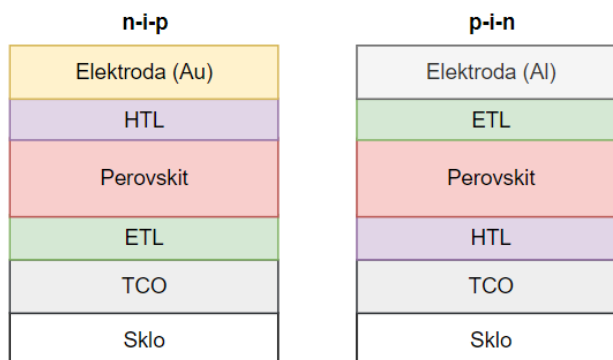 n-i-p
Elektroda (Au)
HTL
Perovskit
ETL
TCO
Sklo
p-i-n
Elektroda (Al)
ETL
Perovskit
HTL
TCO
Sklo